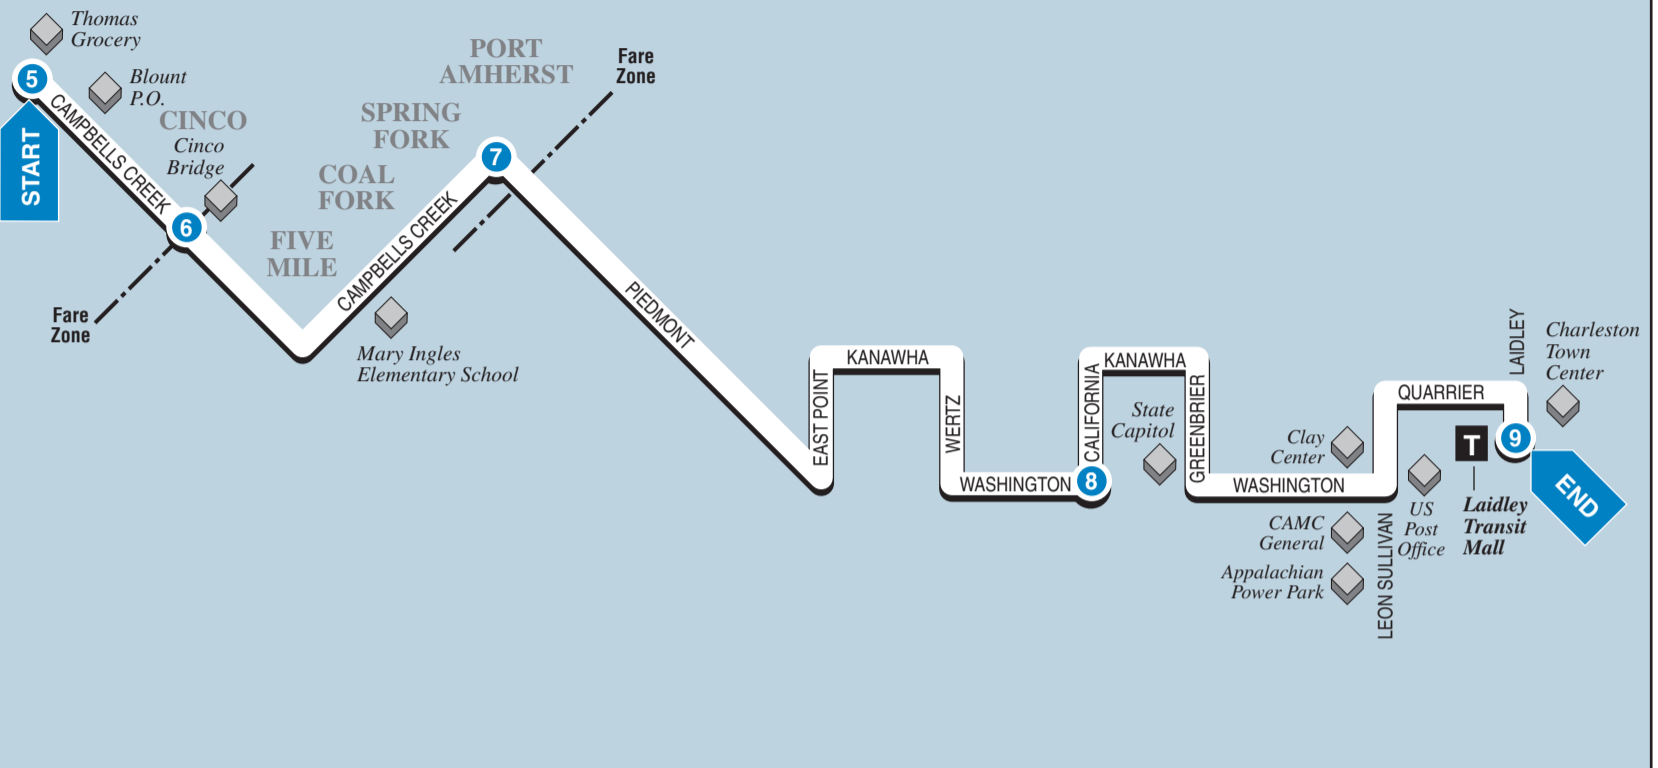 Thomas
Grocery
5
START
Blount
P.O.
CAMPBELLS CREEK
CINCO
Cinco
Bridge
6
Fare
Zone
FIVE
MILE
COAL
FORK
SPRING
FORK
PORT
AMHERST
Fare
Zone
CAMPBELLS CREEK
7
Mary Ingles
Elementary School
PIEDMONT
EAST POINT
KANAWHA
WERTZ
WASHINGTON
8
CALIFORNIA
KANAWHA
State
Capitol
GREENBRIER
WASHINGTON
Clay
Center
CAMC
General
Appalachian
Power Park
LEON SULLIVAN
QUARRIER
US
Post
Office
T
Laidley
Transit
Mall
LAIDLEY
9
Charleston
Town
Center
END